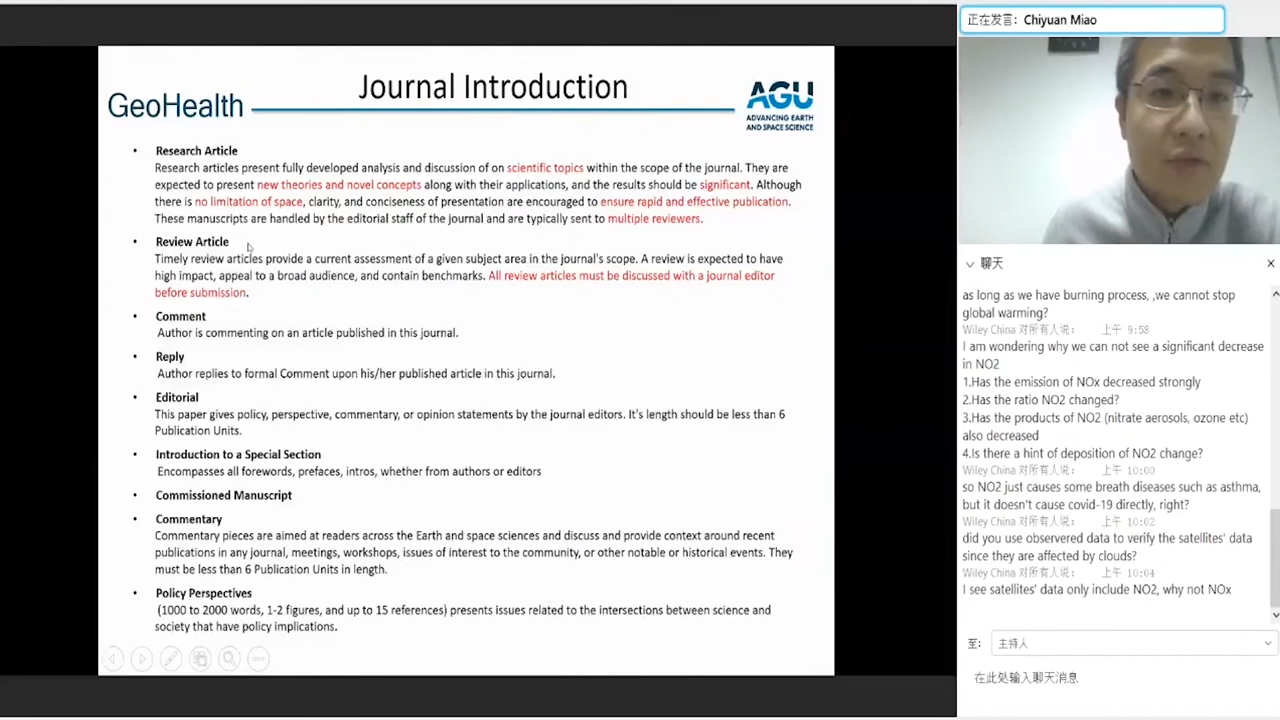 Journal Introduction
GeoHealth
AGU
ADVANCING EARTH
AND SPACE SCIENCE
• Research Article
Research articles present fully developed analysis and discussion of on scientific topics within the scope of the journal. They are
expected to present new theories and novel concepts along with their applications, and the results should be significant. Although
there is no limitation of space, clarity, and conciseness of presentation are encouraged to ensure rapid and effective publication.
These manuscripts are handled by the editorial staff of the journal and are typically sent to multiple reviewers.
• Review Article
Timely review articles provide a current assessment of a given subject area in the journal's scope. A review is expected to have
high impact, appeal to a broad audience, and contain benchmarks. All review articles must be discussed with a journal editor
before submission.
• Comment
Author is commenting on an article published in this journal.
• Reply
Author replies to formal Comment upon his/her published article in this journal.
• Editorial
This paper gives policy, perspective, commentary, or opinion statements by the journal editors. It's length should be less than 6
Publication Units.
• Introduction to a Special Section
Encompasses all forewords, prefaces, intros, whether from authors or editors
• Commissioned Manuscript
• Commentary
Commentary pieces are aimed at readers across the Earth and space sciences and discuss and provide context around recent
publications in any journal, meetings, workshops, issues of interest to the community, or other notable or historical events. They
must be less than 6 Publication Units in length.
• Policy Perspectives
(1000 to 2000 words, 1-2 figures, and up to 15 references) presents issues related to the intersections between science and
society that have policy implications.
正在发言: Chiyuan Miao
聊天
as long as we have burning process, ,we cannot stop
global warming?
Wiley China 对所有人说: 上午 9:58
I am wondering why we can not see a significant decrease
in NO2
1.Has the emission of NOx decreased strongly
2.Has the ratio NO2 changed?
3.Has the products of NO2 (nitrate aerosols, ozone etc)
also decreased
4.Is there a hint of deposition of NO2 change?
Wiley China 对所有人说: 上午 10:00
so NO2 just causes some breath diseases such as asthma,
but it doesn't cause covid-19 directly, right?
Wiley China 对所有人说: 上午 10:02
did you use observered data to verify the satellites' data
since they are affected by clouds?
Wiley China 对所有人说: 上午 10:04
I see satellites' data only include NO2, why not NOx
至: 主持人
在此处输入聊天消息